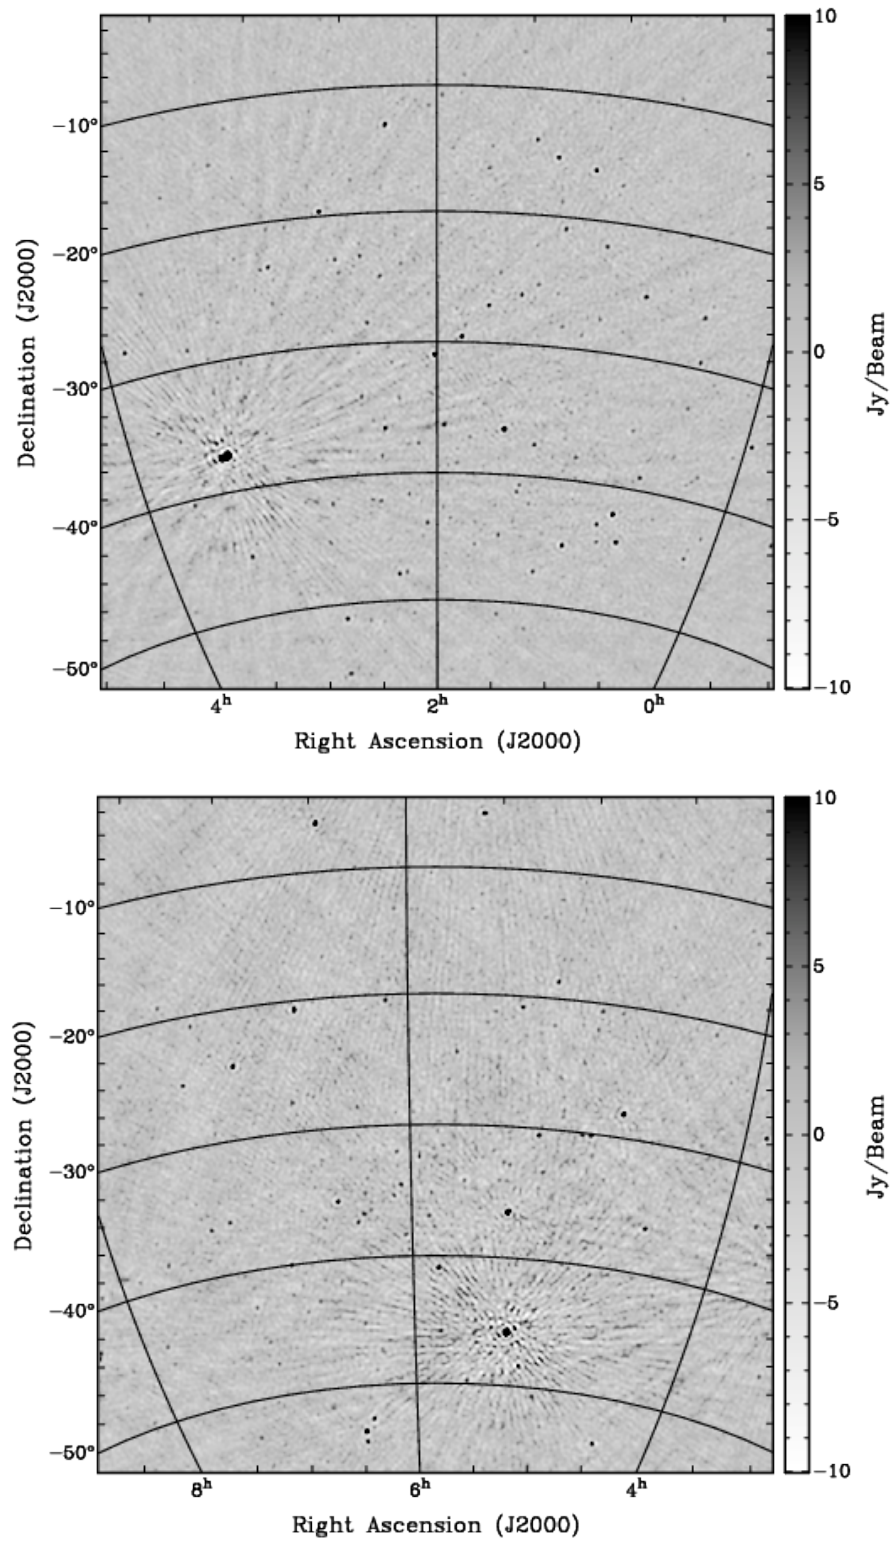 10
−10°
5
−20°
Declination (J2000)
0
Jy/Beam
−30°
−5
−40°
−50°
−10
4ʰ 2ʰ 0ʰ
Right Ascension (J2000)
10
−10°
5
−20°
Declination (J2000)
0
Jy/Beam
−30°
−5
−40°
−50°
−10
8ʰ 6ʰ 4ʰ
Right Ascension (J2000)